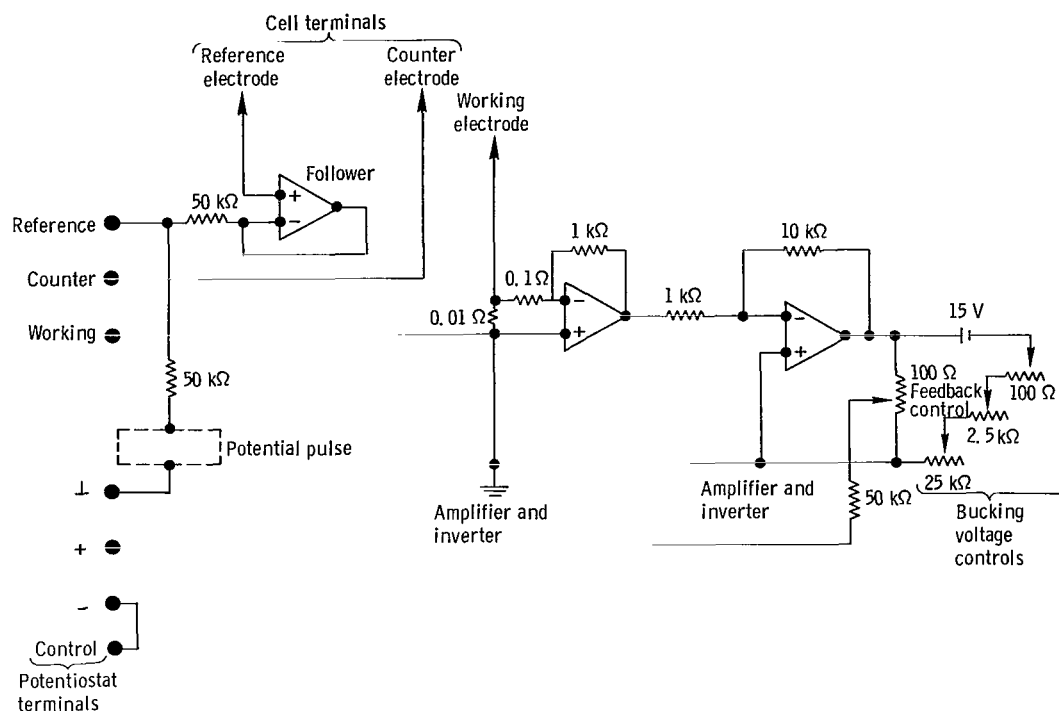 Cell terminals
Reference
electrode
Counter
electrode
Working
electrode
Follower
50 kΩ
+
−
Reference
Counter
Working
50 kΩ
Potential pulse
⊥
+
−
Control
Potentiostat
terminals
1 kΩ
0.1 Ω
−
0.01 Ω
+
1 kΩ
10 kΩ
−
+
15 V
100 Ω
Feedback
control
100 Ω
2.5 kΩ
25 kΩ
50 kΩ
Amplifier and
inverter
Amplifier and
inverter
Bucking
voltage
controls